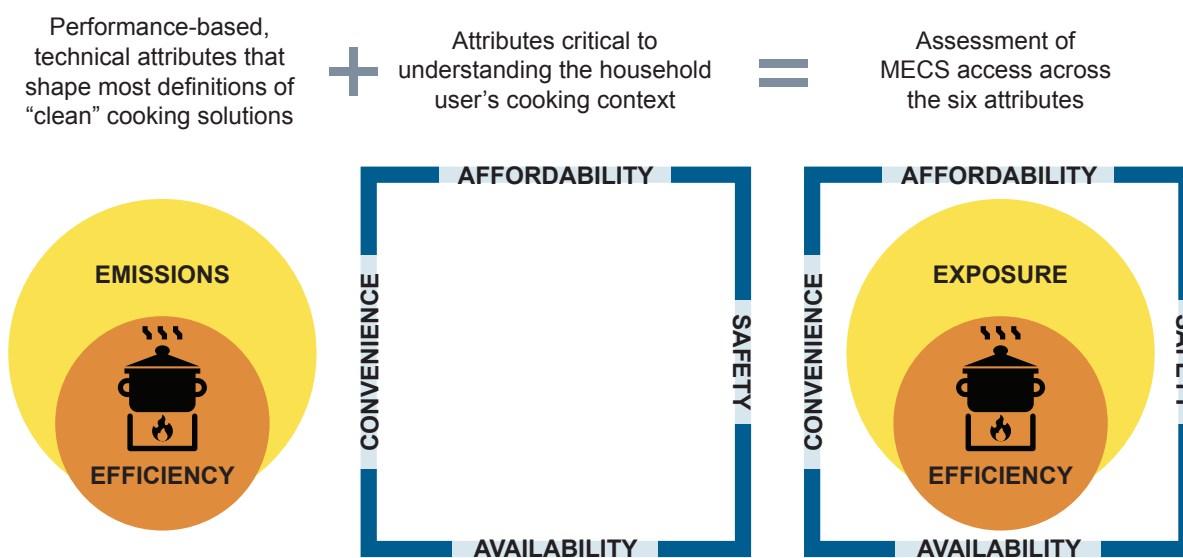 Performance-based,
technical attributes that
shape most definitions of
“clean” cooking solutions
+
Attributes critical to
understanding the household
user’s cooking context
=
Assessment of
MECS access across
the six attributes
EMISSIONS
EFFICIENCY
AFFORDABILITY
CONVENIENCE
SAFETY
AVAILABILITY
AFFORDABILITY
CONVENIENCE
EXPOSURE
EFFICIENCY
SAFETY
AVAILABILITY